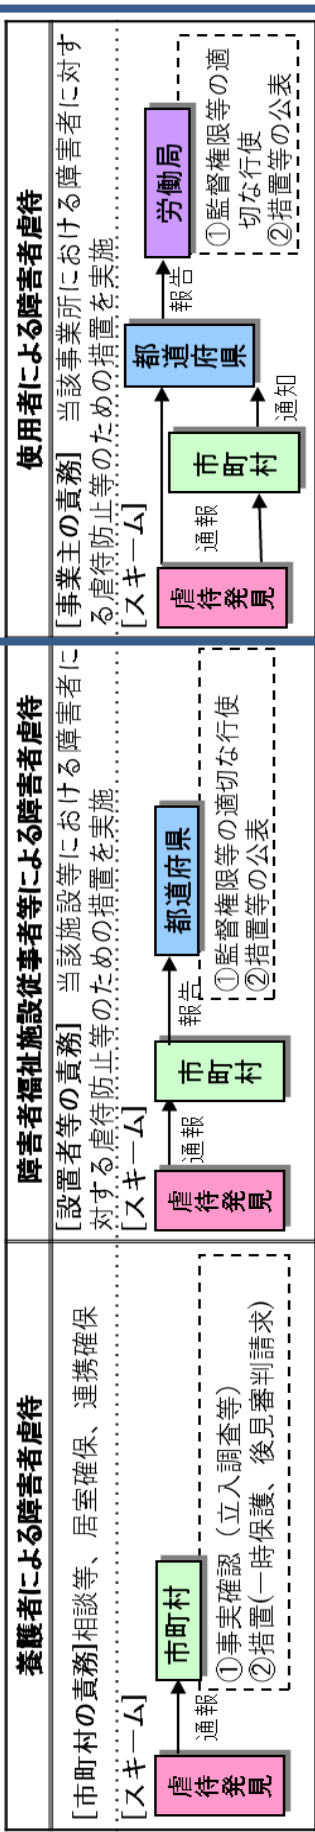 養護者による障害者虐待
[市町村の責務]相談等、居室確保、連携確保
[スキーム]
虐待発見
通報
市町村
①事実確認（立入調査等）
②措置(一時保護、後見審判請求)
障害者福祉施設従事者等による障害者虐待
[設置者等の責務]　当該施設等における障害者に
対する虐待防止等のための措置を実施
[スキーム]
虐待
発見
通報
市
町
村
報告
都道府県
①監督権限等の適切な行使
②措置等の公表
使用者による障害者虐待
[事業主の責務]　当該事業所における障害者に対す
る虐待防止等のための措置を実施
[スキーム]
虐待
発見
通報
市
町
村
通知
都道
府県
報告
労働局
①監督権限等の適
切な行使
②措置等の公表